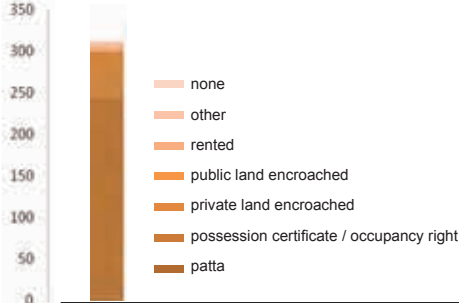 350
300
250
200
150
100
50
0
none
other
rented
public land encroached
private land encroached
possession certificate / occupancy right
patta